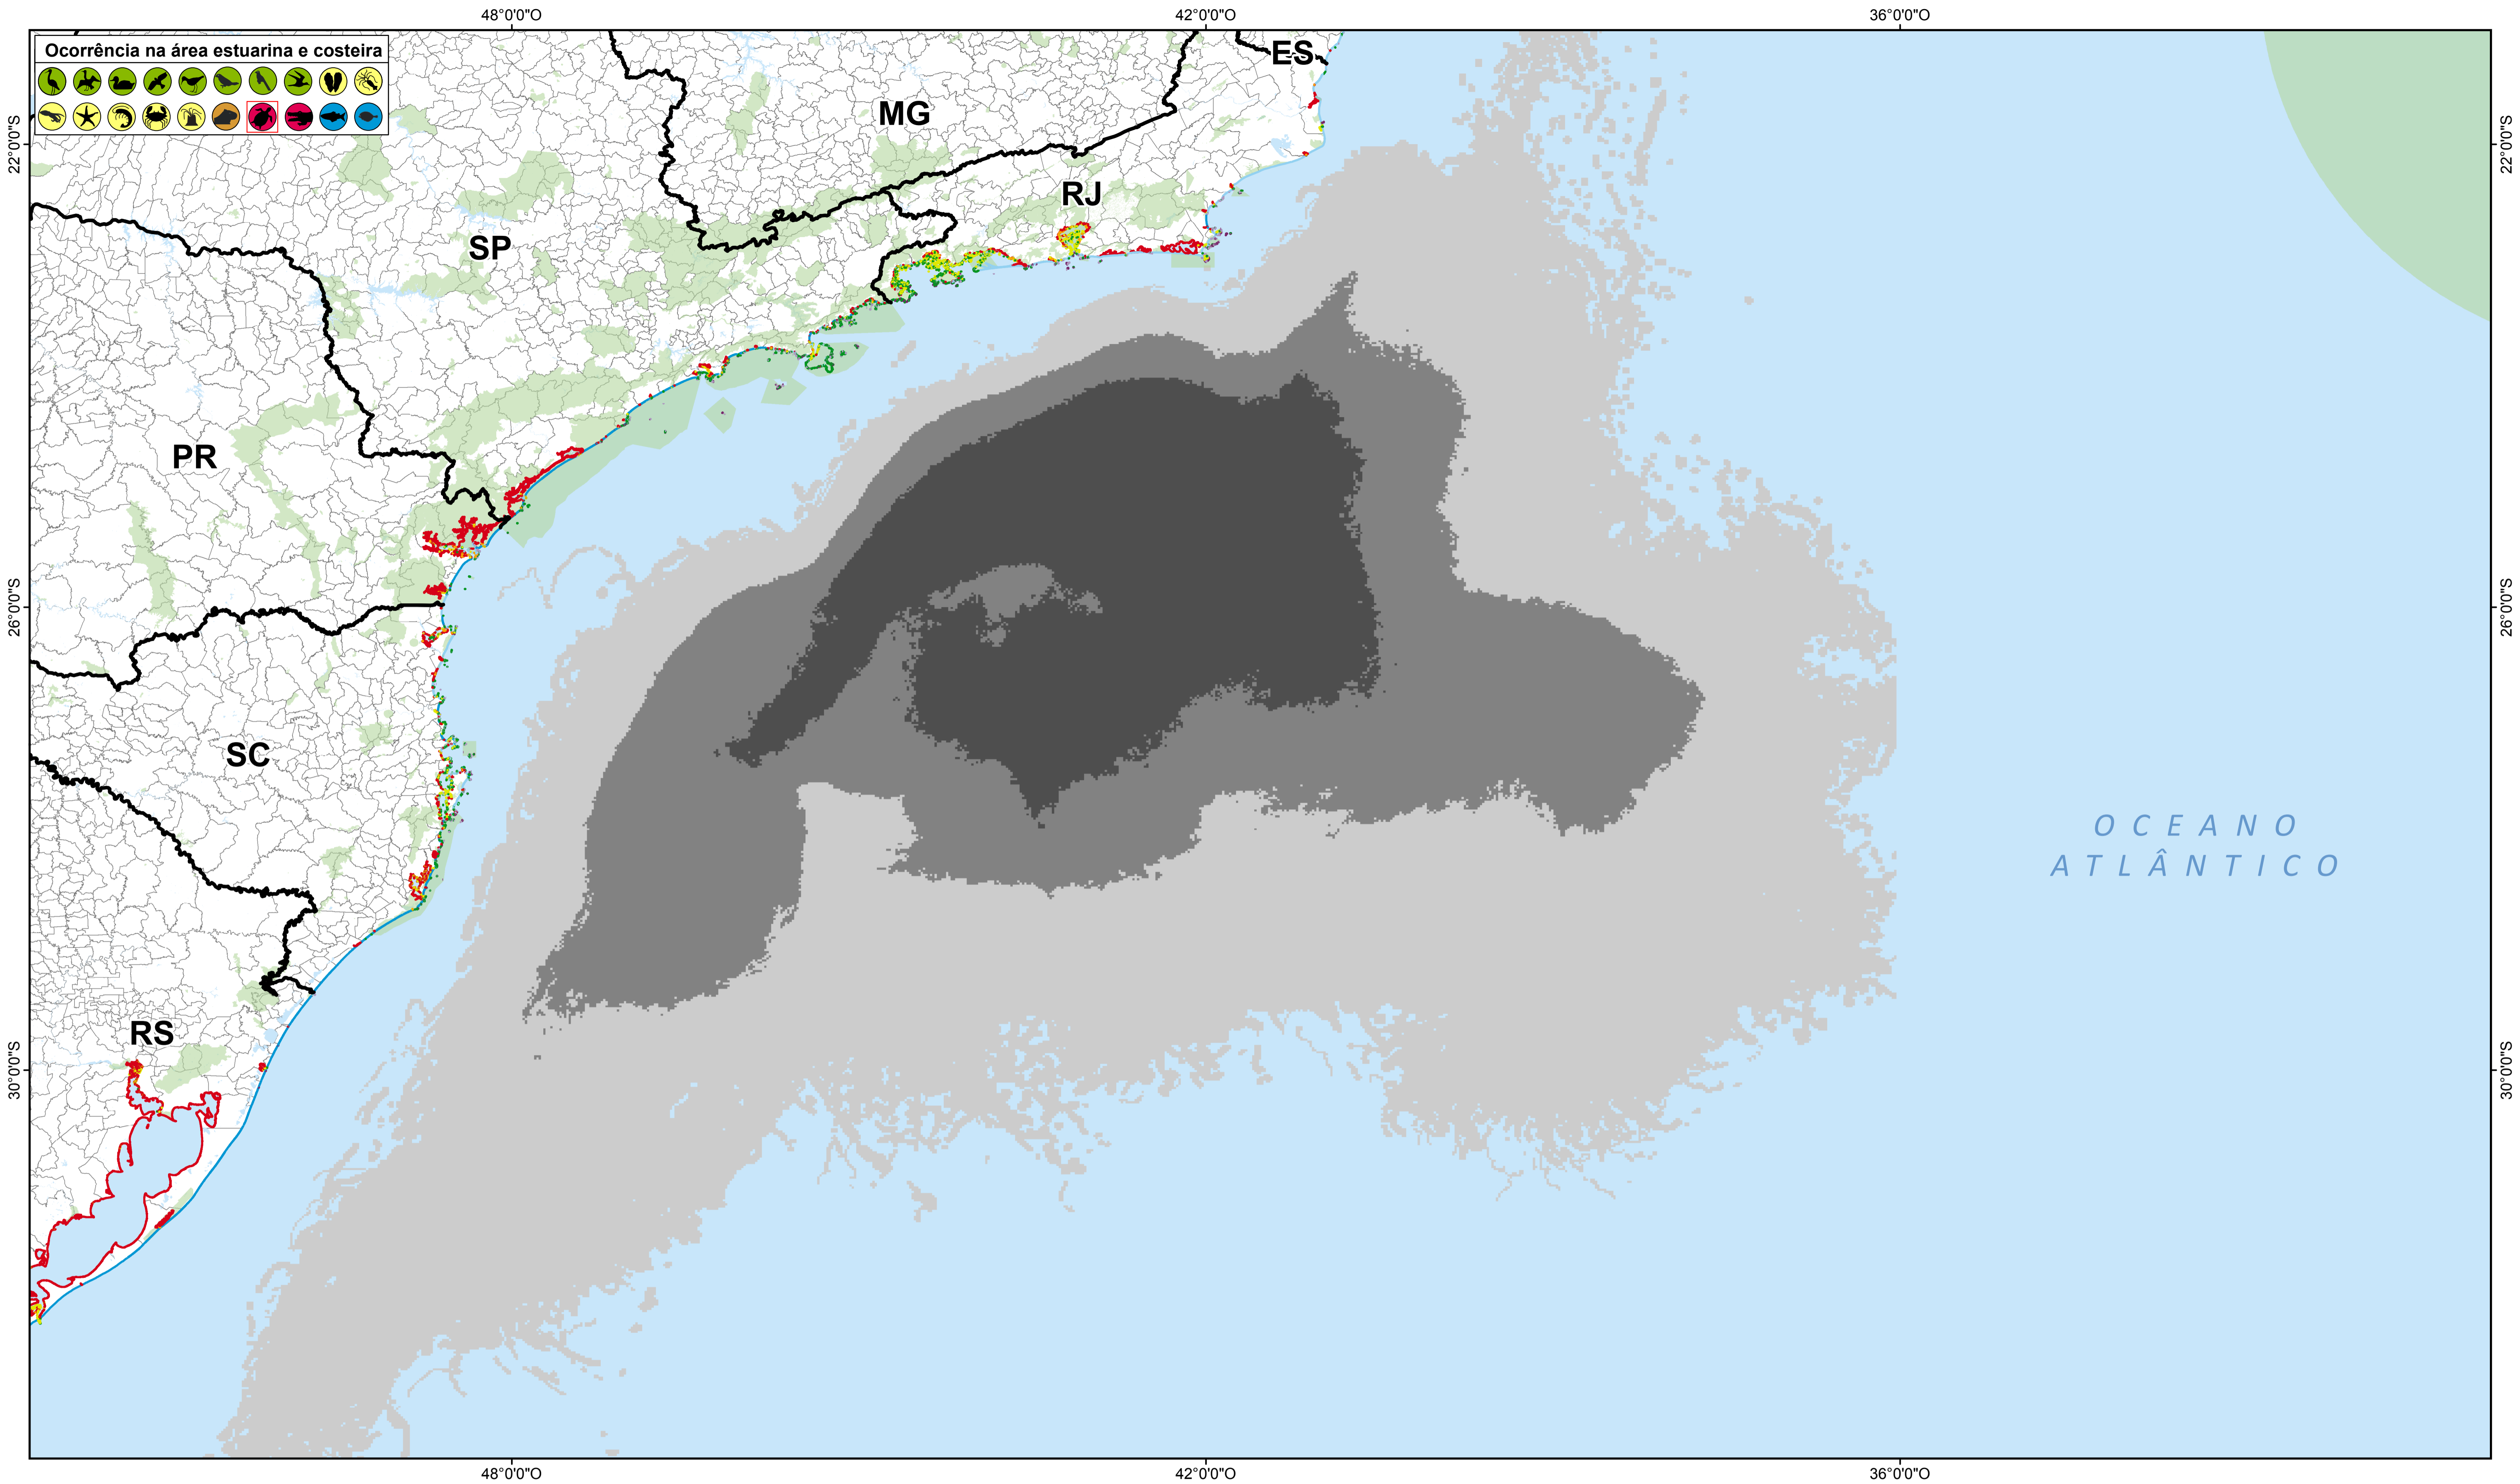 48°0'0"O
42°0'0"O
36°0'0"O
Ocorrência na área estuarina e costeira
ES
MG
22°0'0"S
22°0'0"S
RJ
SP
PR
26°0'0"S
26°0'0"S
SC
OCEANO
ATLÂNTICO
RS
30°0'0"S
30°0'0"S
48°0'0"O
42°0'0"O
36°0'0"O